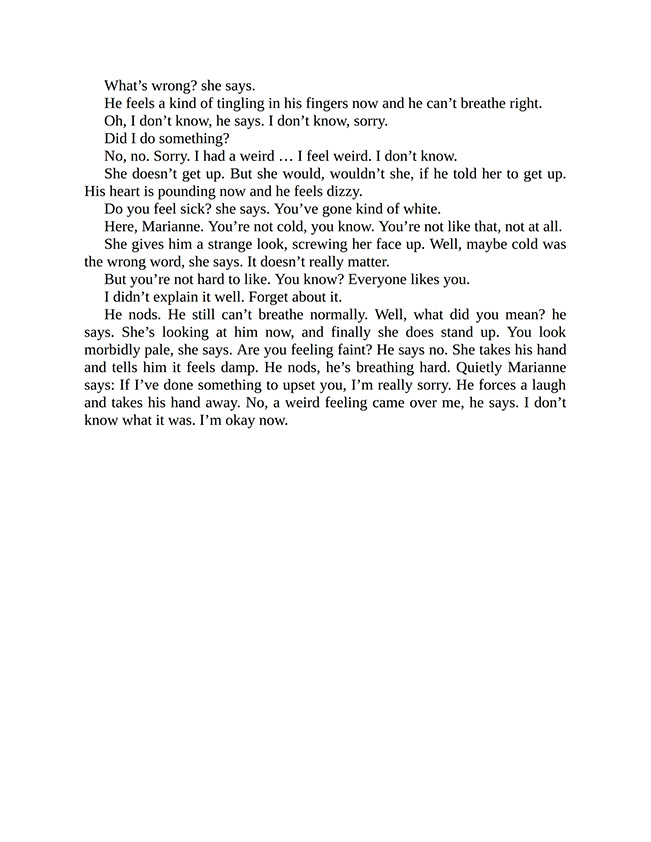 What’s wrong? she says.
He feels a kind of tingling in his fingers now and he can’t breathe right.
Oh, I don’t know, he says. I don’t know, sorry.
Did I do something?
No, no. Sorry. I had a weird … I feel weird. I don’t know.
She doesn’t get up. But she would, wouldn’t she, if he told her to get up.
His heart is pounding now and he feels dizzy.
Do you feel sick? she says. You’ve gone kind of white.
Here, Marianne. You’re not cold, you know. You’re not like that, not at all.
She gives him a strange look, screwing her face up. Well, maybe cold was
the wrong word, she says. It doesn’t really matter.
But you’re not hard to like. You know? Everyone likes you.
I didn’t explain it well. Forget about it.
He nods. He still can’t breathe normally. Well, what did you mean? he
says. She’s looking at him now, and finally she does stand up. You look
morbidly pale, she says. Are you feeling faint? He says no. She takes his hand
and tells him it feels damp. He nods, he’s breathing hard. Quietly Marianne
says: If I’ve done something to upset you, I’m really sorry. He forces a laugh
and takes his hand away. No, a weird feeling came over me, he says. I don’t
know what it was. I’m okay now.